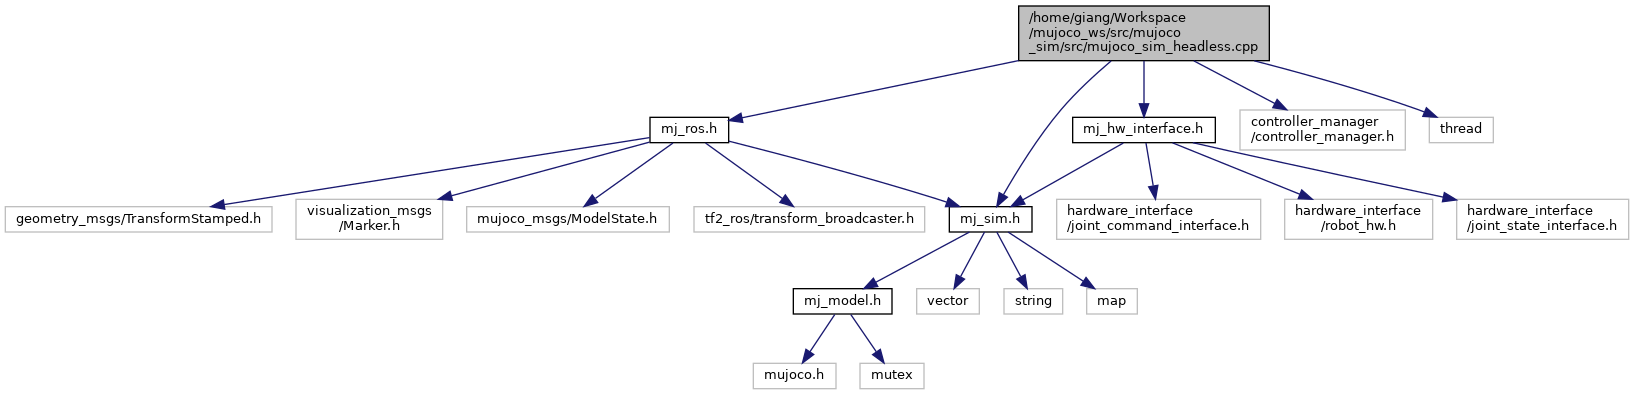 /home/giang/Workspace
/mujoco_ws/src/mujoco
_sim/src/mujoco_sim_headless.cpp
mj_ros.h
mj_hw_interface.h
controller_manager
/controller_manager.h
thread
geometry_msgs/TransformStamped.h
visualization_msgs
/Marker.h
mujoco_msgs/ModelState.h
tf2_ros/transform_broadcaster.h
mj_sim.h
hardware_interface
/joint_command_interface.h
hardware_interface
/robot_hw.h
hardware_interface
/joint_state_interface.h
mj_model.h
vector
string
map
mujoco.h
mutex